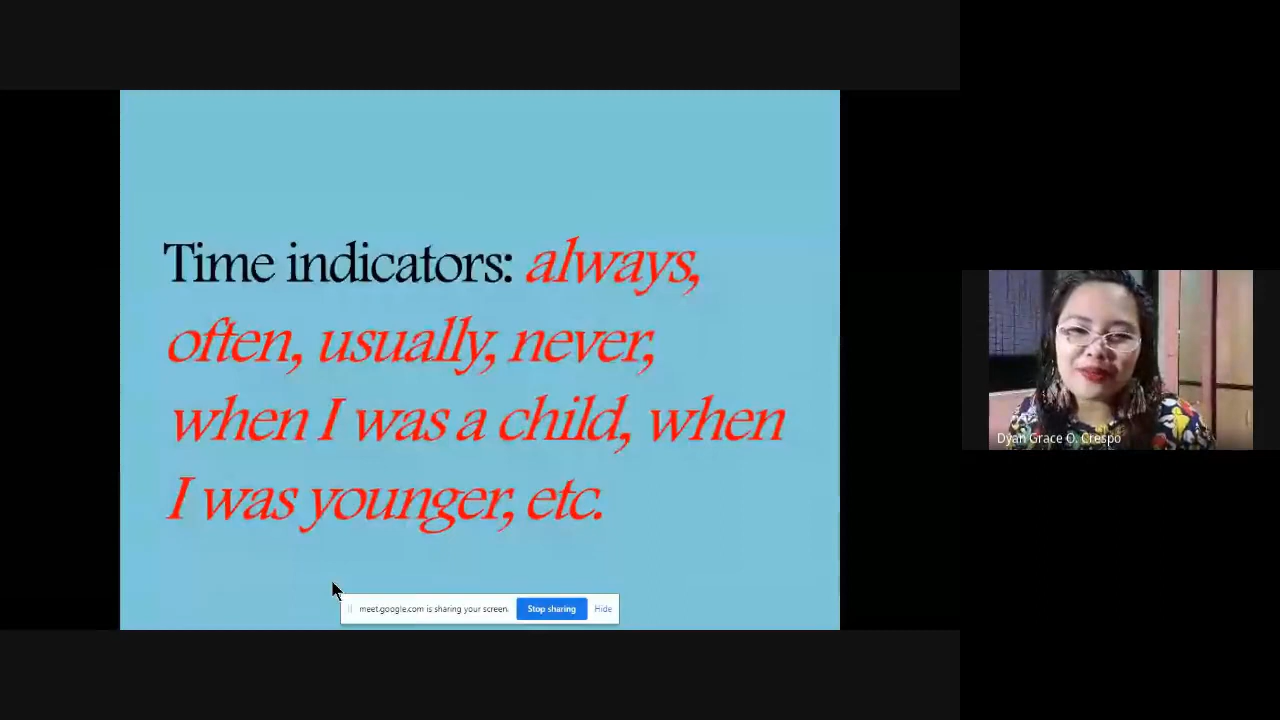 Time indicators: always,
often, usually, never,
when I was a child, when
I was younger, etc.
meet.google.com is sharing your screen. Stop sharing Hide
Dyan Grace O. Crespo